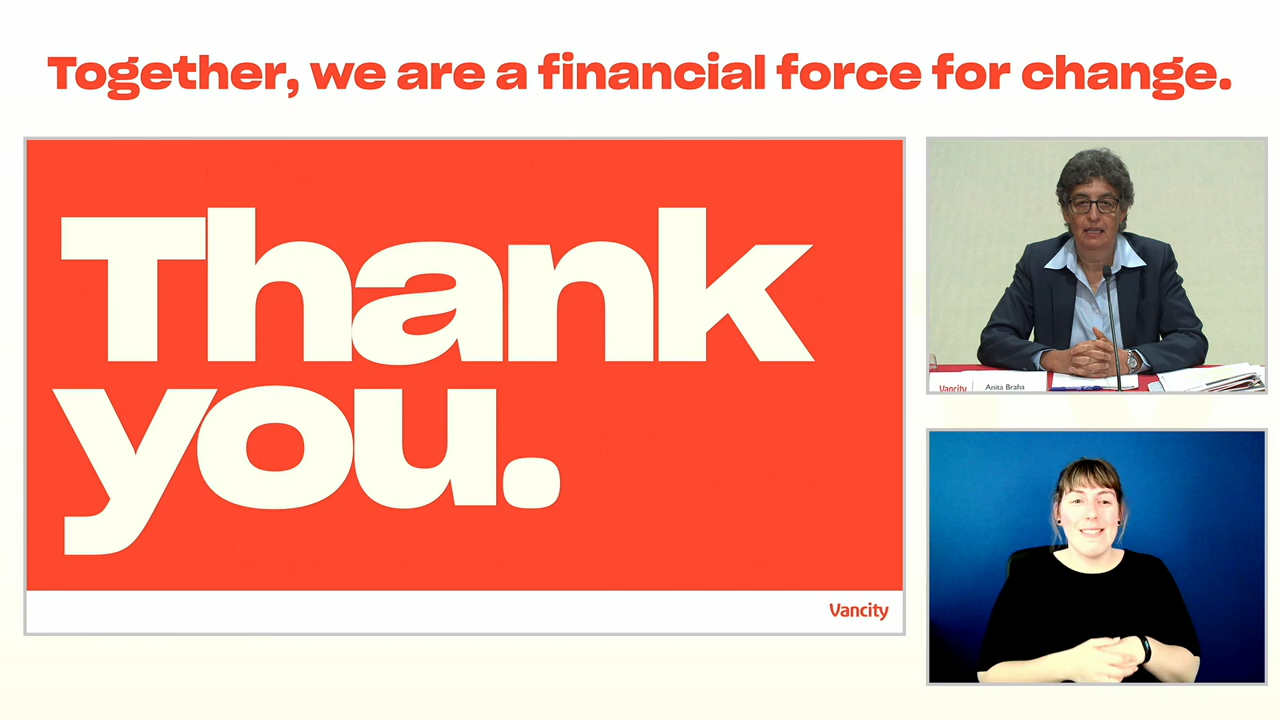 Together, we are a financial force for change.
Thank
you.
Vancity
Vancity
Anita Braha